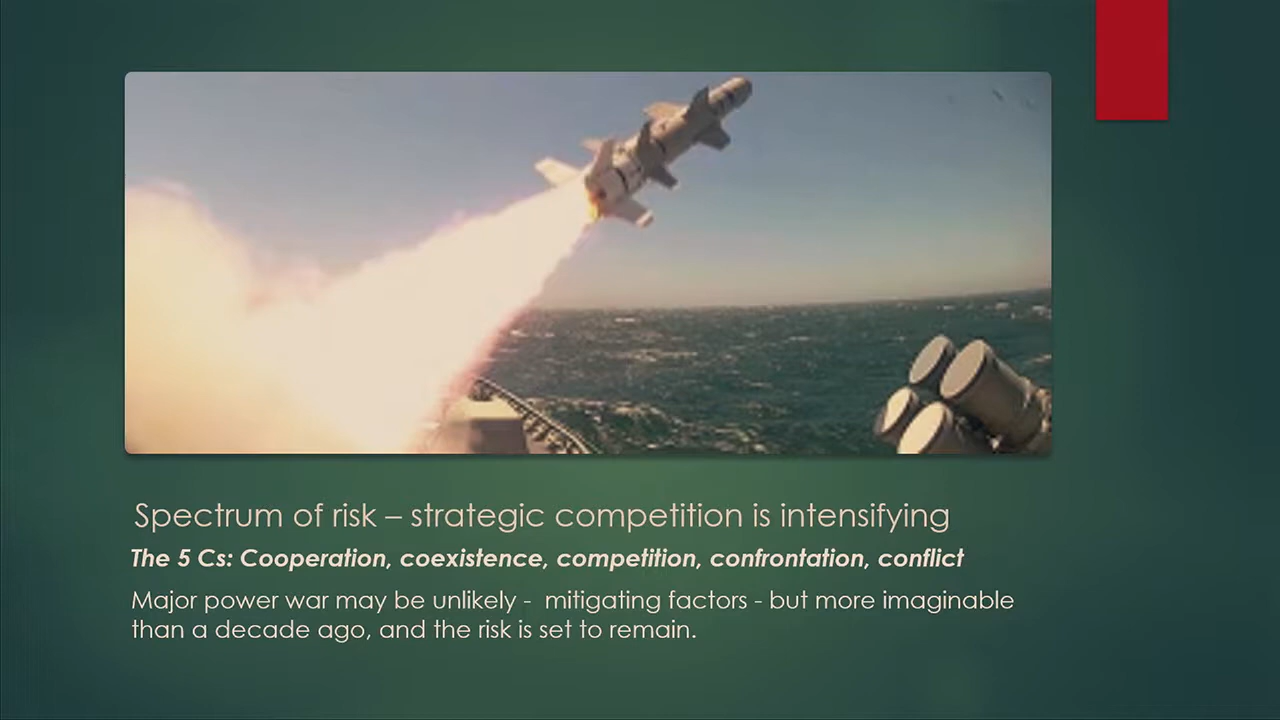 Spectrum of risk – strategic competition is intensifying
The 5 Cs: Cooperation, coexistence, competition, confrontation, conflict
Major power war may be unlikely -  mitigating factors - but more imaginable
than a decade ago, and the risk is set to remain.